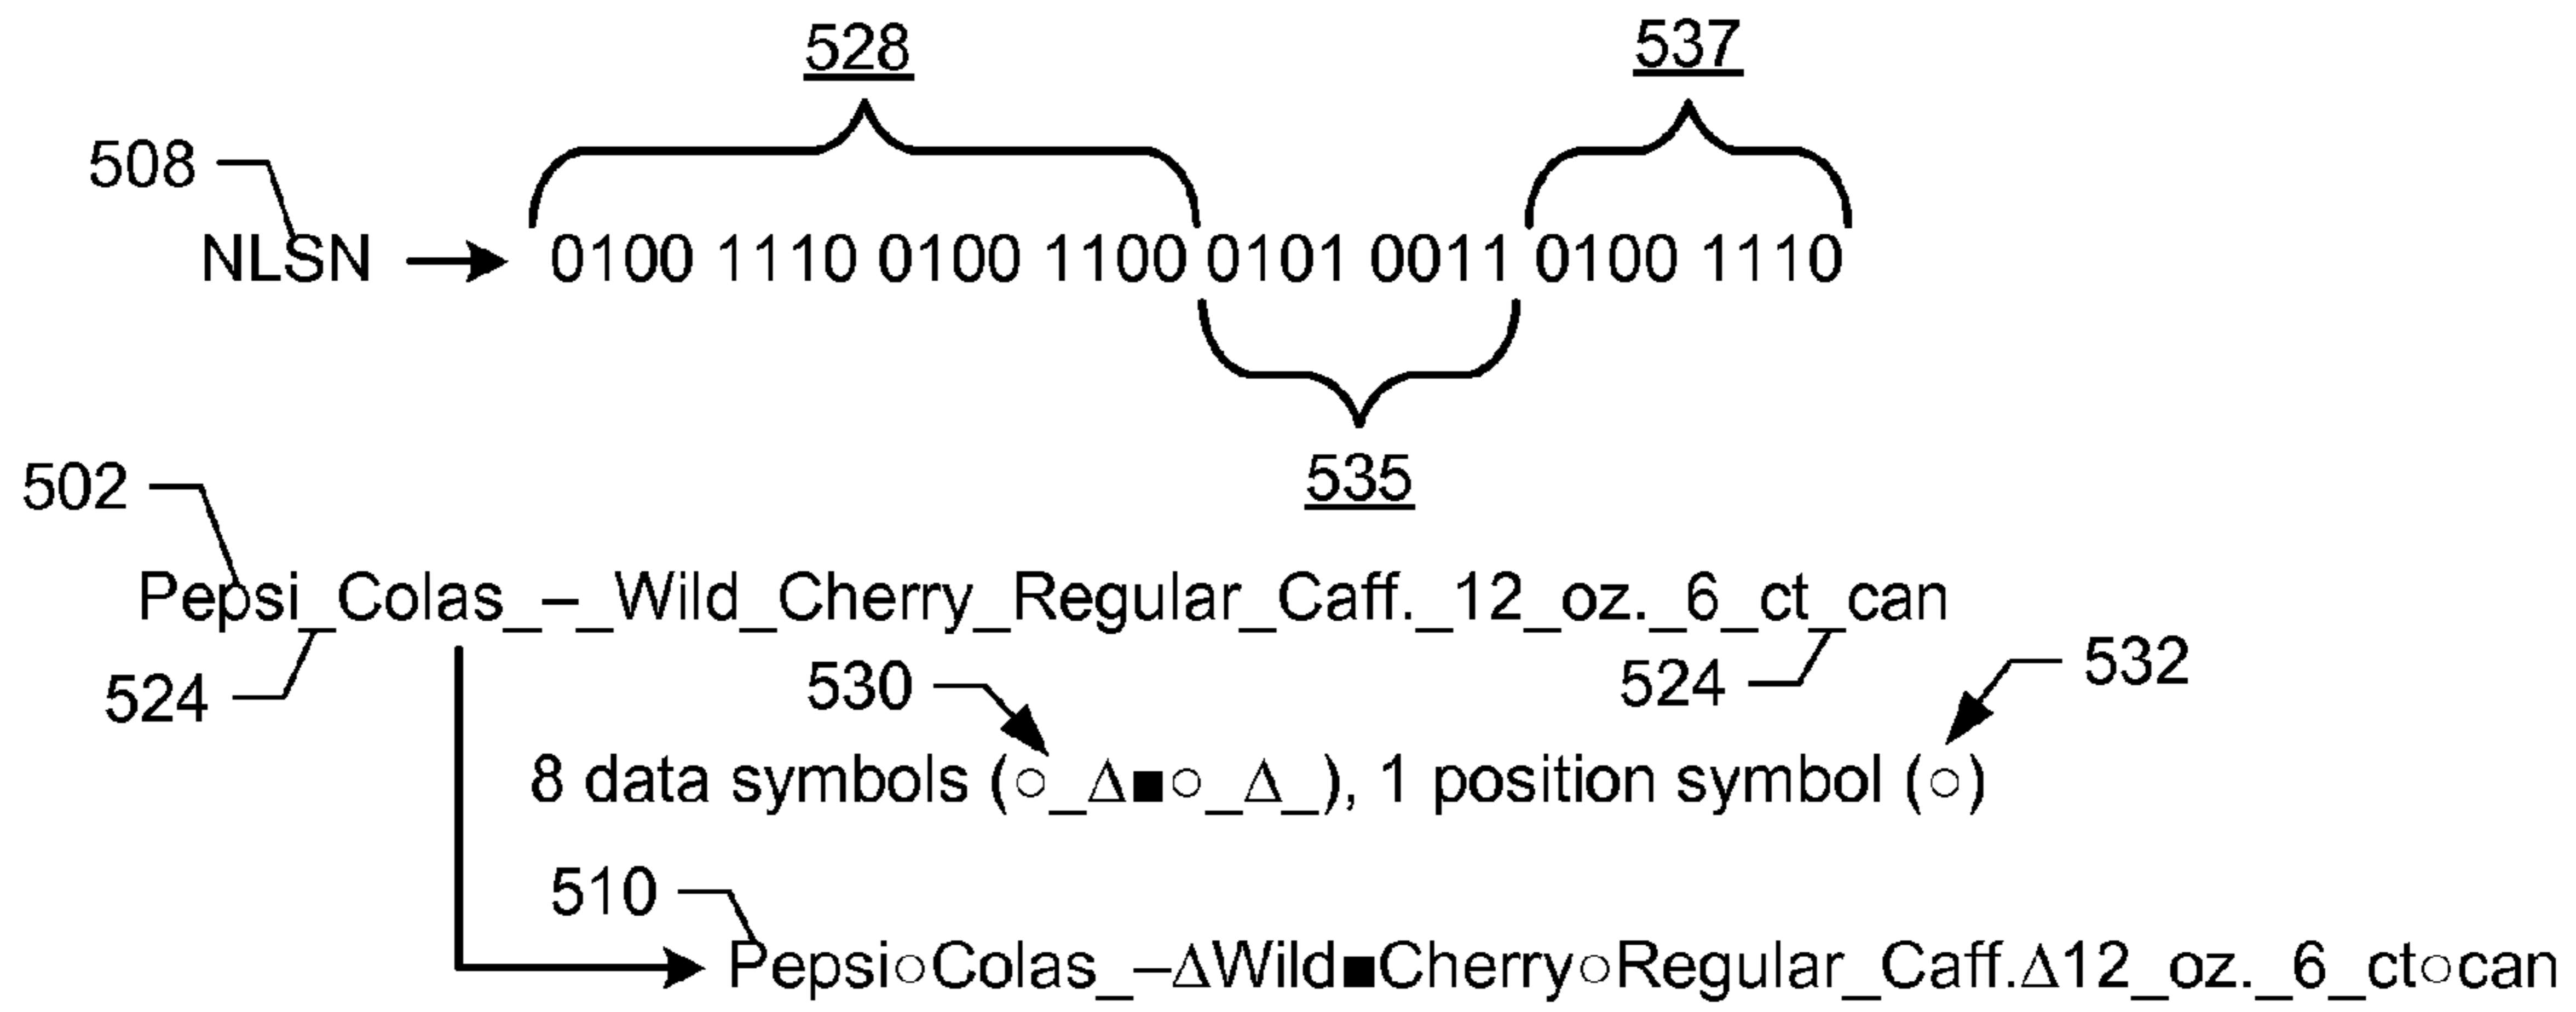 528 537
508
NLSN → 0100 1110 0100 1100 0101 0011 0100 1110
535
502
Pepsi_Colas_–_Wild_Cherry_Regular_Caff._12_oz._6_ct_can
524 530 524 532
8 data symbols (○_Δ■○_Δ_), 1 position symbol (○)
510
Pepsi○Colas_–ΔWild■Cherry○Regular_Caff.Δ12_oz._6_ct○can